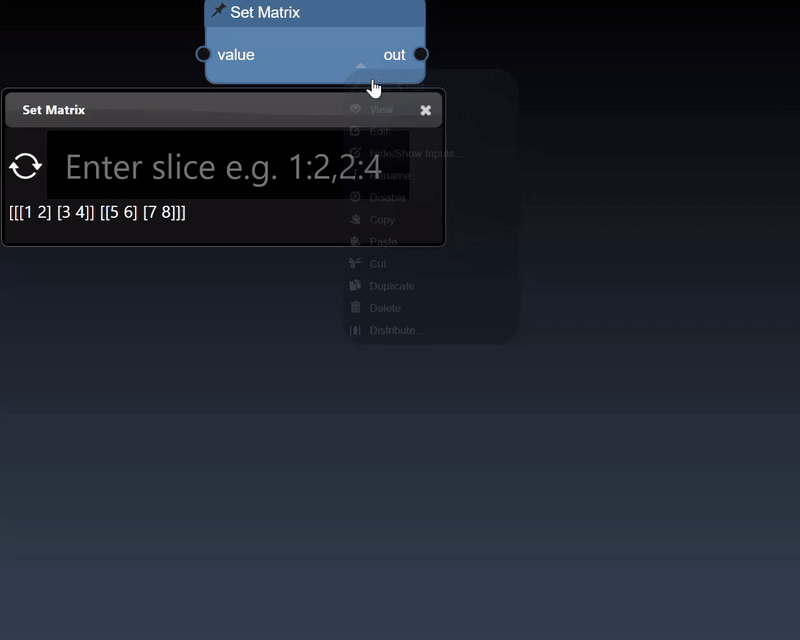 Set Matrix
value
out
Set Matrix
Enter slice e.g. 1:2,2:4
[[[1 2] [3 4]] [[5 6] [7 8]]]
View
Edit
Hide/Show Inputs...
Rename...
Disable
Copy
Paste
Cut
Duplicate
Delete
Distribute...